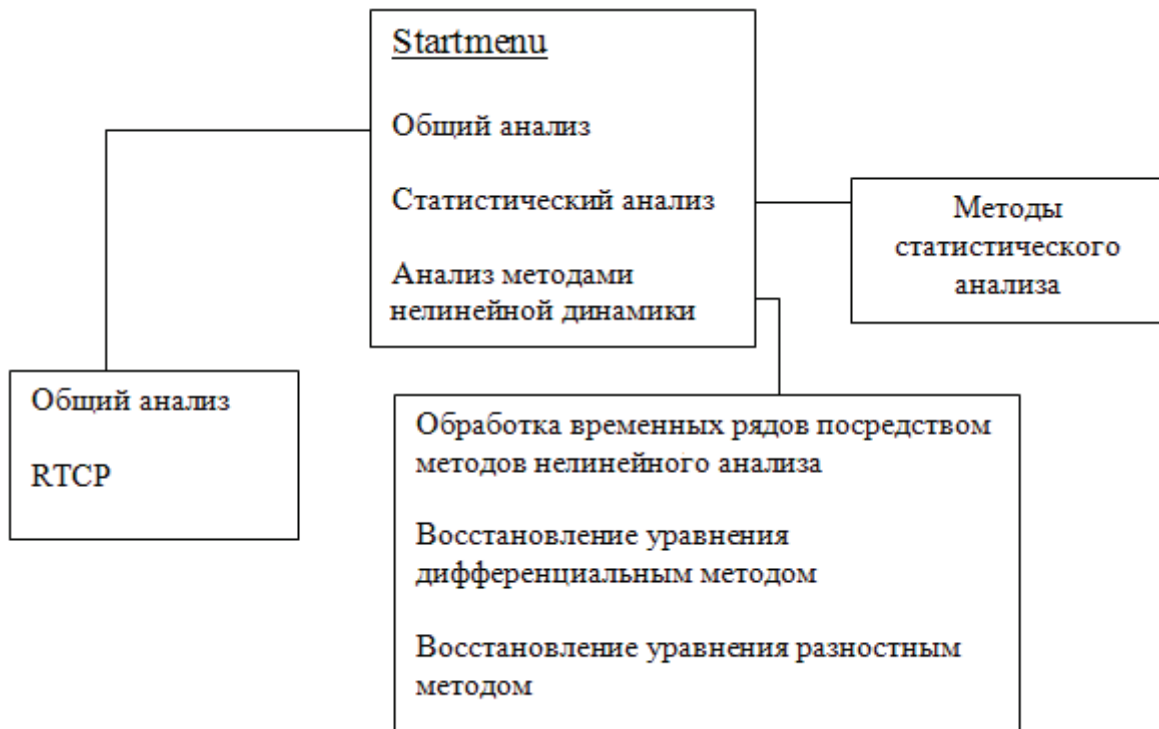 Startmenu
Общий анализ
Статистический анализ
Анализ методами
нелинейной динамики
Методы
статистического
анализа
Общий анализ
RTCP
Обработка временных рядов посредством
методов нелинейного анализа
Восстановление уравнения
дифференциальным методом
Восстановление уравнения разностным
методом